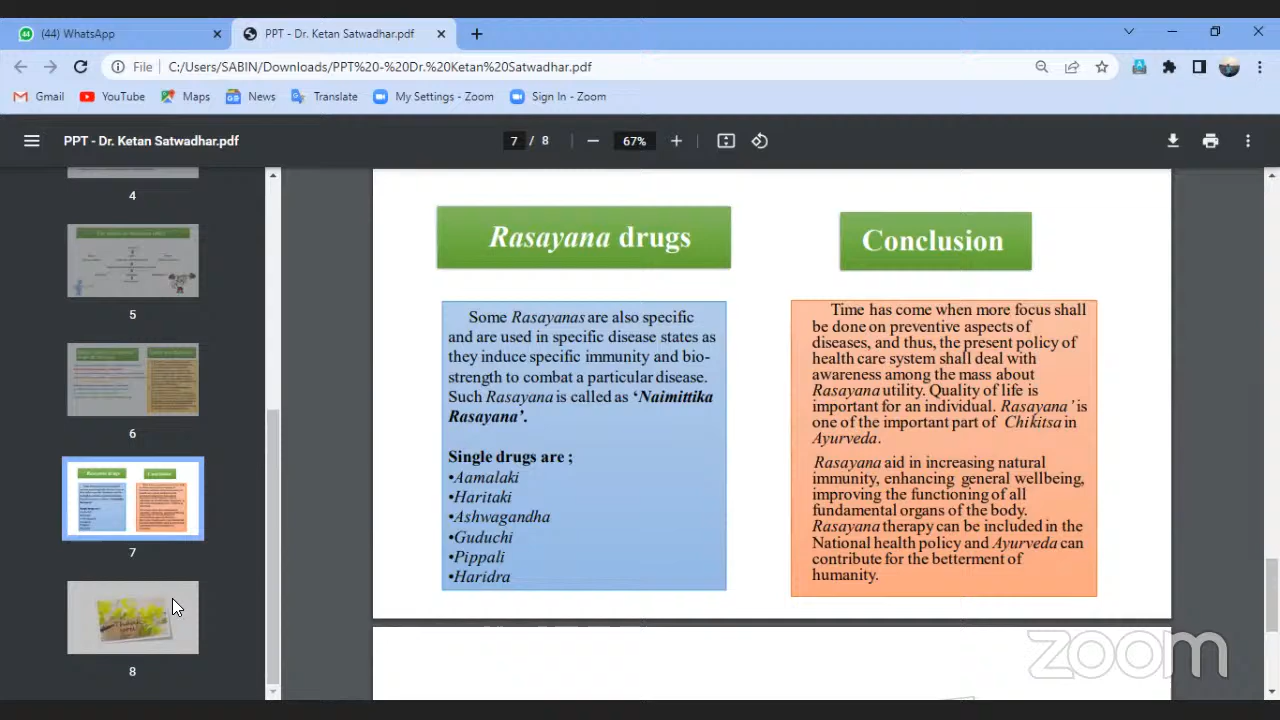 (44) WhatsApp
PPT - Dr. Ketan Satwadhar.pdf
File
C:/Users/SABIN/Downloads/PPT%20-%20Dr.%20Ketan%20Satwadhar.pdf
Gmail
YouTube
Maps
News
Translate
My Settings - Zoom
Sign In - Zoom
PPT - Dr. Ketan Satwadhar.pdf
7 / 8
67%
4
5
6
Rasayana drugs
Conclusion
7
Thank you
8
Rasayana drugs
Some Rasayanas are also specific
and are used in specific disease states as
they induce specific immunity and bio-
strength to combat a particular disease.
Such Rasayana is called as ‘Naimittika
Rasayana’.
Single drugs are ;
•Aamalaki
•Haritaki
•Ashwagandha
•Guduchi
•Pippali
•Haridra
Conclusion
Time has come when more focus shall
be done on preventive aspects of
diseases, and thus, the present policy of
health care system shall deal with
awareness among the mass about
Rasayana utility. Quality of life is
important for an individual. Rasayana’ is
one of the important part of Chikitsa in
Ayurveda.
Rasayana aid in increasing natural
immunity, enhancing general wellbeing,
improving the functioning of all
fundamental organs of the body.
Rasayana therapy can be included in the
National health policy and Ayurveda can
contribute for the betterment of
humanity.
zoom